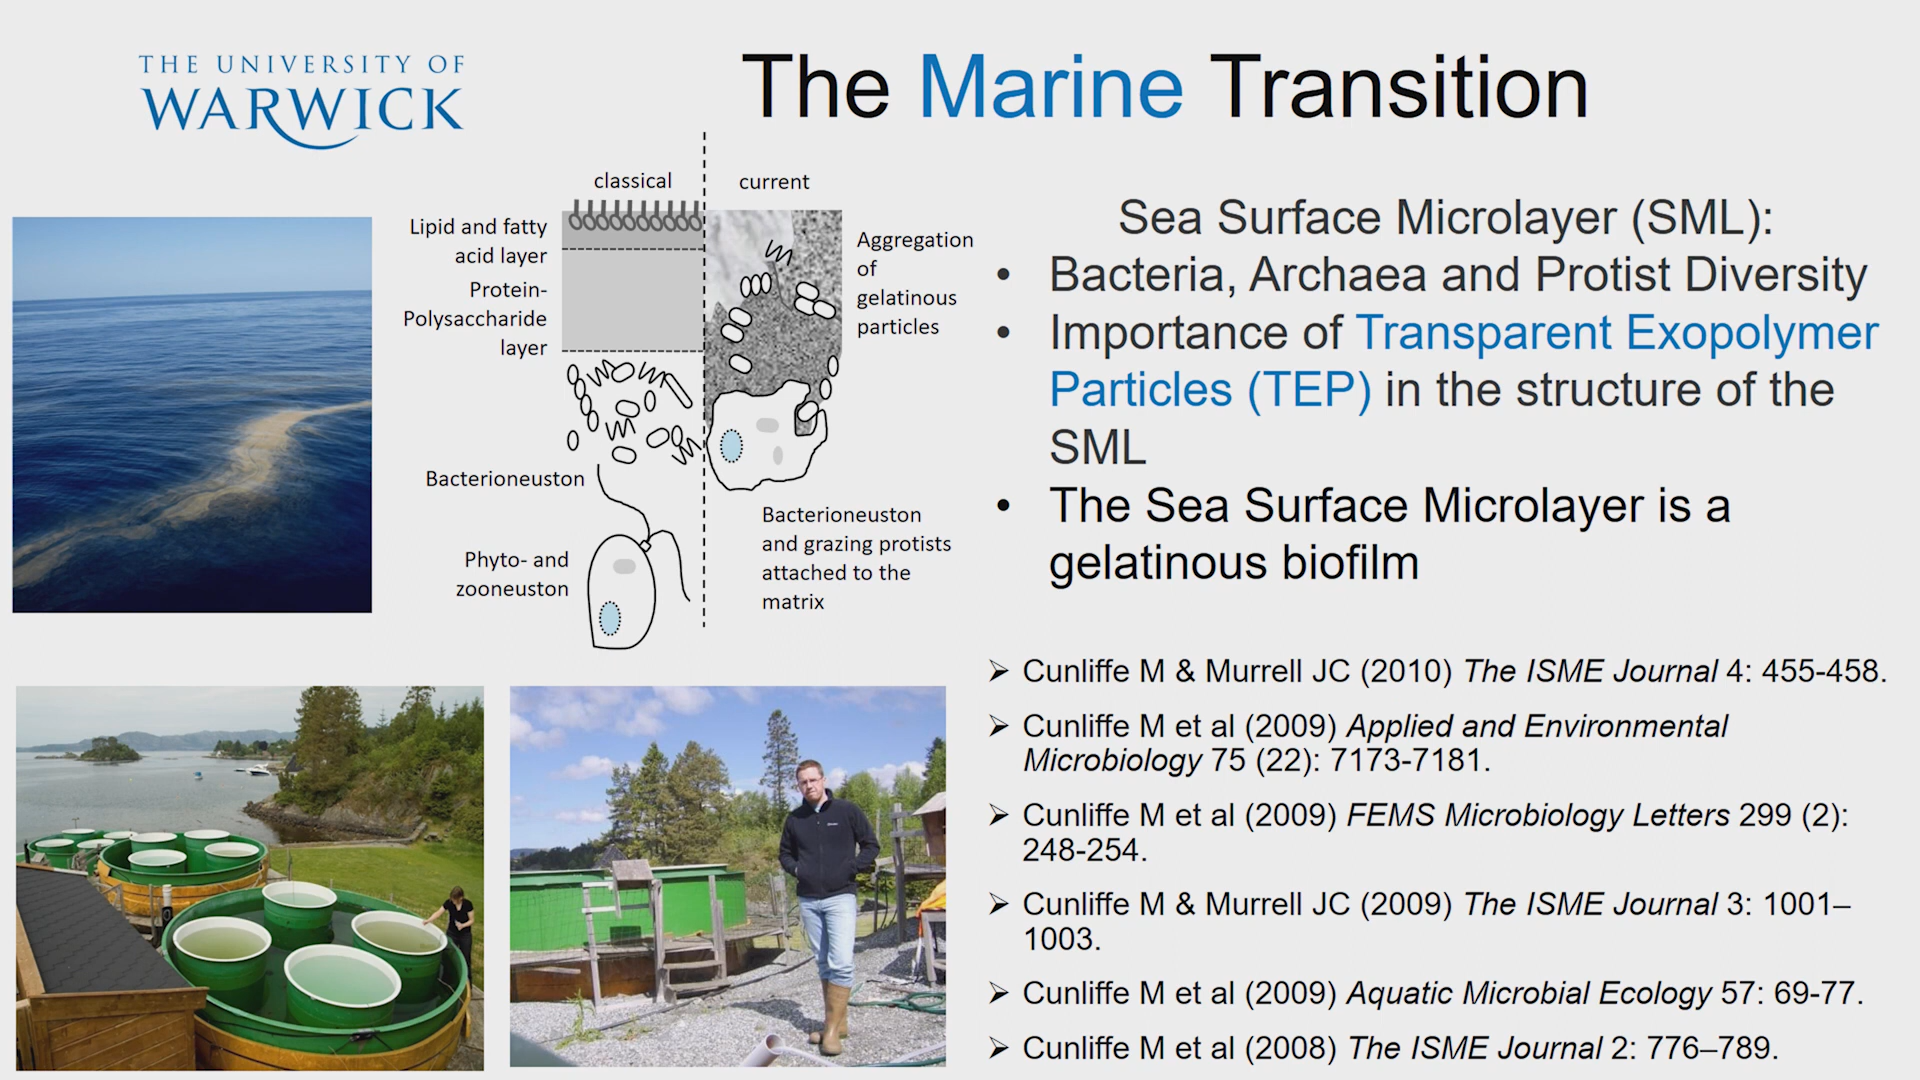 THE UNIVERSITY OF
WARWICK
The Marine Transition
classical
current
Lipid and fatty
acid layer
Protein-
Polysaccharide
layer
Bacterioneuston
Phyto- and
zooneuston
Aggregation
of
gelatinous
particles
Bacterioneuston
and grazing protists
attached to the
matrix
Sea Surface Microlayer (SML):
• Bacteria, Archaea and Protist Diversity
• Importance of Transparent Exopolymer
Particles (TEP) in the structure of the
SML
• The Sea Surface Microlayer is a
gelatinous biofilm
➢ Cunliffe M & Murrell JC (2010) The ISME Journal 4: 455-458.
➢ Cunliffe M et al (2009) Applied and Environmental
Microbiology 75 (22): 7173-7181.
➢ Cunliffe M et al (2009) FEMS Microbiology Letters 299 (2):
248-254.
➢ Cunliffe M & Murrell JC (2009) The ISME Journal 3: 1001–
1003.
➢ Cunliffe M et al (2009) Aquatic Microbial Ecology 57: 69-77.
➢ Cunliffe M et al (2008) The ISME Journal 2: 776–789.